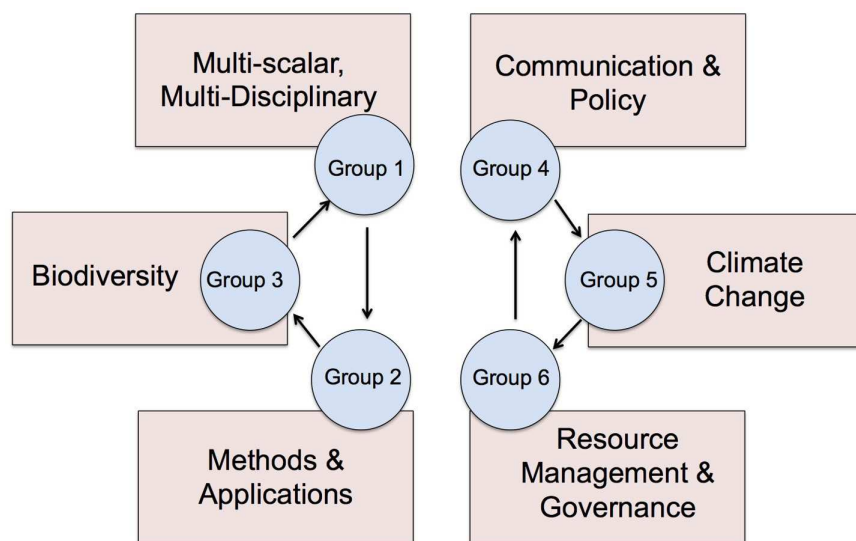 Multi-scalar,
Multi-Disciplinary
Group 1
Communication &
Policy
Group 4
Biodiversity
Group 3
Group 5
Climate
Change
Group 2
Methods &
Applications
Group 6
Resource
Management &
Governance